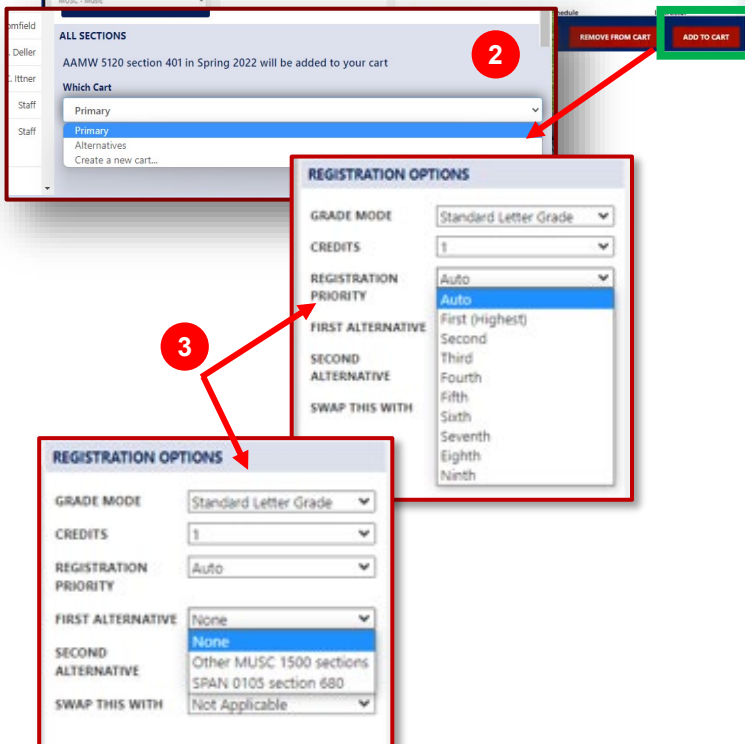 MUSC - Music
omfield
. Deller
. Ittner
Staff
Staff
ALL SECTIONS
AAMW 5120 section 401 in Spring 2022 will be added to your cart
Which Cart
Primary
Primary
Alternatives
Create a new cart...
2
REMOVE FROM CART
ADD TO CART
REGISTRATION OPTIONS
GRADE MODE Standard Letter Grade
CREDITS 1
REGISTRATION PRIORITY Auto
Auto
First (Highest)
Second
Third
Fourth
Fifth
Sixth
Seventh
Eighth
Ninth
FIRST ALTERNATIVE
SECOND
ALTERNATIVE
SWAP THIS WITH
3
REGISTRATION OPTIONS
GRADE MODE Standard Letter Grade
CREDITS 1
REGISTRATION Auto
PRIORITY
FIRST ALTERNATIVE None
None
Other MUSC 1500 sections
SPAN 0105 section 680
SECOND
ALTERNATIVE
SWAP THIS WITH Not Applicable